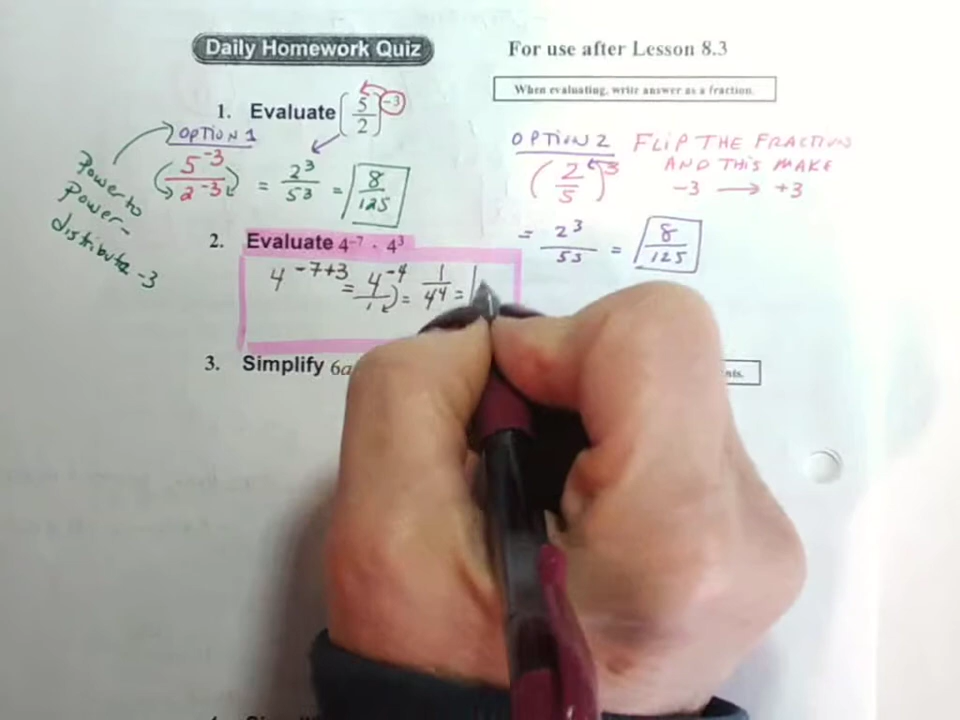 Daily Homework Quiz
For use after Lesson 8.3
When evaluating, write answer as a fraction.
1. Evaluate (5/2)^-3
OPTION 1
5^-3/2^-3 = 2^3/5^3 = 8/125
Power to
Power-
distribute -3
OPTION 2 FLIP THE FRACTION
AND THIS MAKE
-3 → +3
(2/5)^3
= 2^3/5^3 = 8/125
2. Evaluate 4^-7 · 4^3
4^-7+3 = 4^-4/1 = 1/4^4 =
3. Simplify 6a